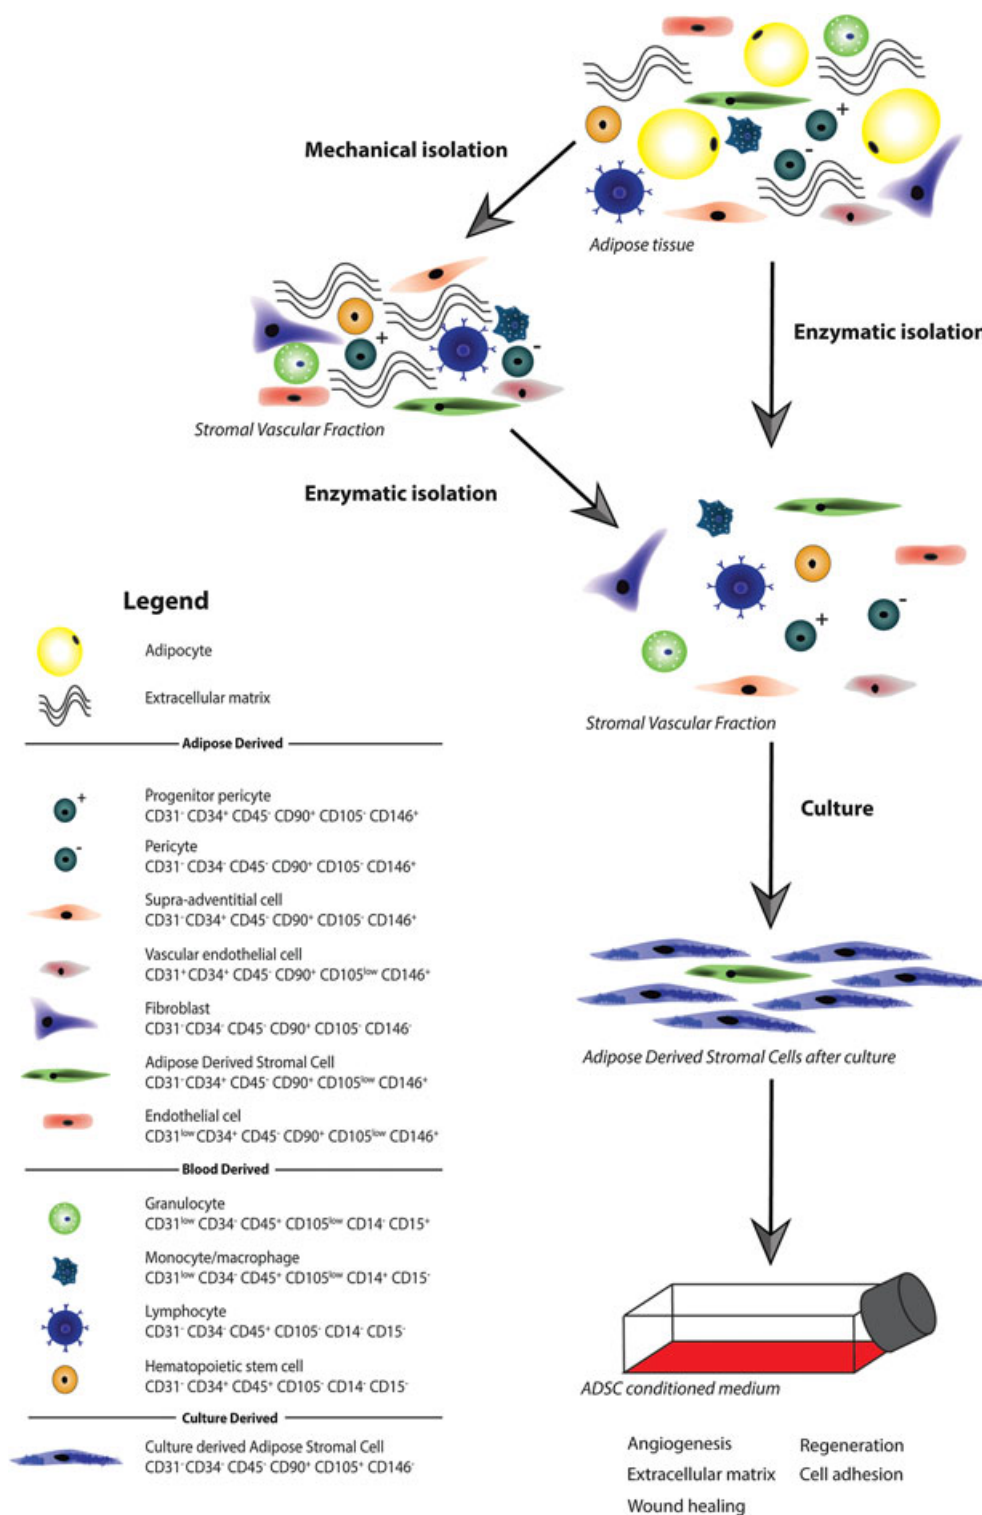 Mechanical isolation
Adipose tissue
Enzymatic isolation
Stromal Vascular Fraction
Enzymatic isolation
Stromal Vascular Fraction
Culture
Adipose Derived Stromal Cells after culture
ADSC conditioned medium
Angiogenesis
Regeneration
Extracellular matrix
Cell adhesion
Wound healing
Legend
Adipocyte
Extracellular matrix
Adipose Derived
+
Progenitor pericyte
CD31⁻ CD34⁺ CD45⁻ CD90⁺ CD105⁻ CD146⁺
-
Pericyte
CD31⁻ CD34⁻ CD45⁻ CD90⁺ CD105⁻ CD146⁺
Supra-adventitial cell
CD31⁻ CD34⁺ CD45⁻ CD90⁺ CD105⁻ CD146⁺
Vascular endothelial cell
CD31⁺ CD34⁺ CD45⁻ CD90⁺ CD105ˡᵒʷ CD146⁺
Fibroblast
CD31⁻ CD34⁻ CD45⁻ CD90⁺ CD105⁻ CD146⁻
Adipose Derived Stromal Cell
CD31⁻ CD34⁺ CD45⁻ CD90⁺ CD105ˡᵒʷ CD146⁺
Endothelial cel
CD31ˡᵒʷ CD34⁺ CD45⁻ CD90⁺ CD105ˡᵒʷ CD146⁺
Blood Derived
Granulocyte
CD31ˡᵒʷ CD34⁻ CD45⁺ CD105ˡᵒʷ CD14⁻ CD15⁺
Monocyte/macrophage
CD31ˡᵒʷ CD34⁻ CD45⁺ CD105ˡᵒʷ CD14⁺ CD15⁻
Lymphocyte
CD31⁻ CD34⁻ CD45⁺ CD105⁻ CD14⁻ CD15⁻
Hematopoietic stem cell
CD31⁻ CD34⁺ CD45⁺ CD105⁻ CD14⁻ CD15⁻
Culture Derived
Culture derived Adipose Stromal Cell
CD31⁻ CD34⁻ CD45⁻ CD90⁺ CD105⁺ CD146⁻